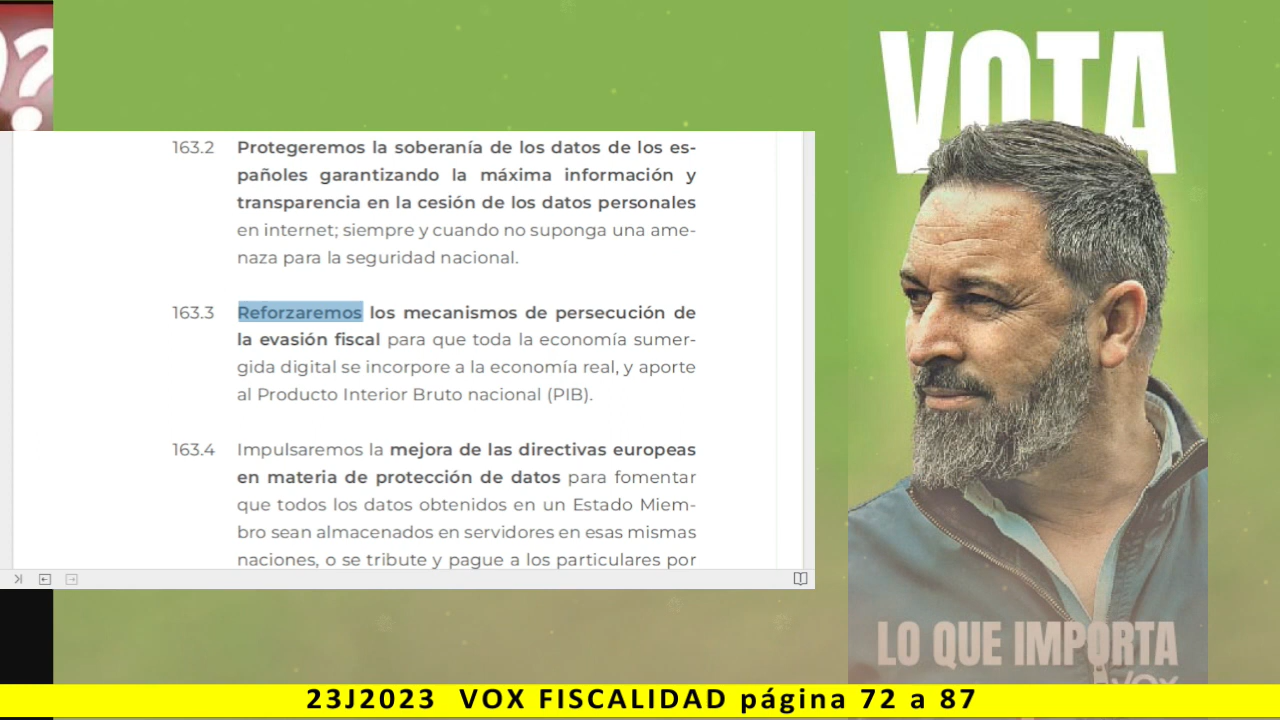 ?
VOTA
163.2 Protegeremos la soberanía de los datos de los es-
pañoles garantizando la máxima información y
transparencia en la cesión de los datos personales
en internet; siempre y cuando no suponga una ame-
naza para la seguridad nacional.
163.3 Reforzaremos los mecanismos de persecución de
la evasión fiscal para que toda la economía sumer-
gida digital se incorpore a la economía real, y aporte
al Producto Interior Bruto nacional (PIB).
163.4 Impulsaremos la mejora de las directivas europeas
en materia de protección de datos para fomentar
que todos los datos obtenidos en un Estado Miem-
bro sean almacenados en servidores en esas mismas
naciones, o se tribute y pague a los particulares por
LO QUE IMPORTA
VOX
23J2023 VOX FISCALIDAD página 72 a 87